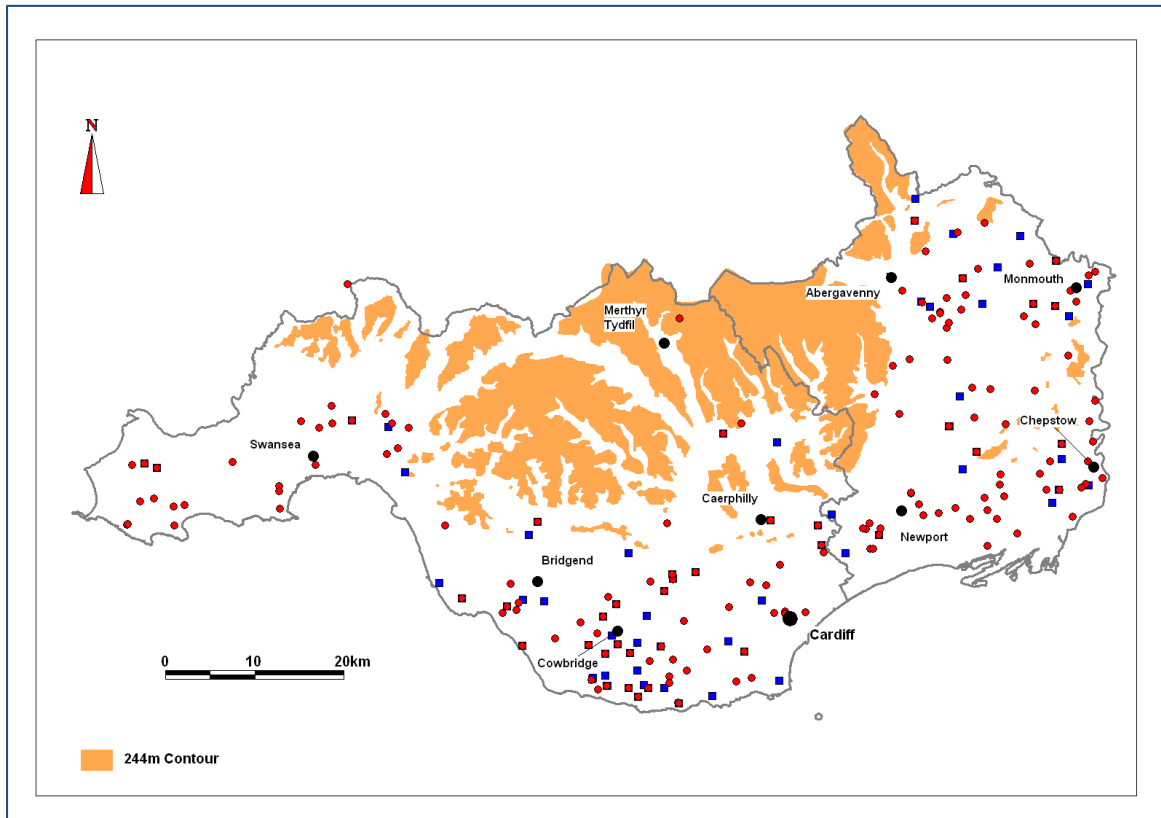 N
Abergavenny
Monmouth
Merthyr
Tydfil
Chepstow
Swansea
Caerphilly
Newport
Bridgend
Cardiff
Cowbridge
0 10 20km
244m Contour